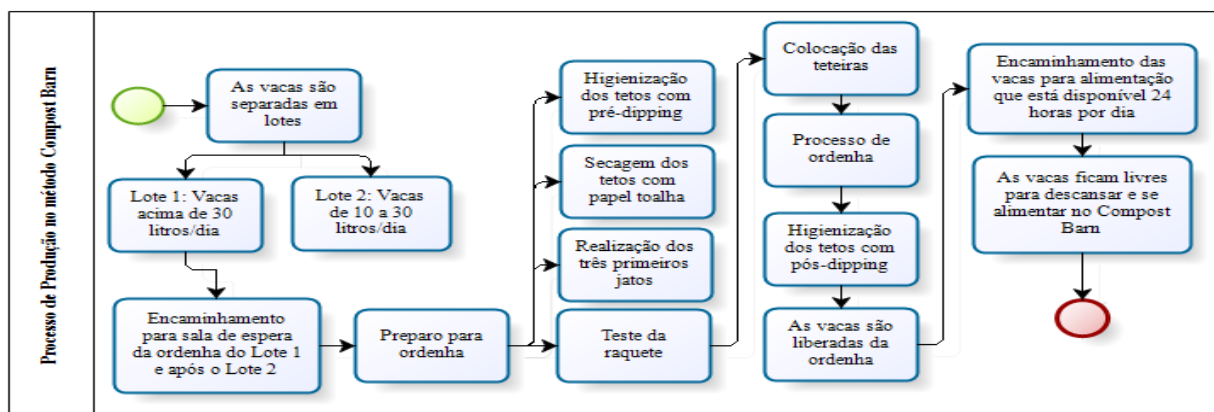 Processo de Produção no método Compost Barn
As vacas são
separadas em
lotes
Lote 1: Vacas
acima de 30
litros/dia
Lote 2: Vacas
de 10 a 30
litros/dia
Encaminhamento
para sala de espera
da ordenha do Lote 1
e após o Lote 2
Preparo para
ordenha
Higienização
dos tetos com
pré-dipping
Secagem dos
tetos com
papel toalha
Realização dos
três primeiros
jatos
Teste da
raquete
Colocação das
teteiras
Processo de
ordenha
Higienização
dos tetos com
pós-dipping
As vacas são
liberadas da
ordenha
Encaminhamento das
vacas para alimentação
que está disponível 24
horas por dia
As vacas ficam livres
para descansar e se
alimentar no Compost
Barn